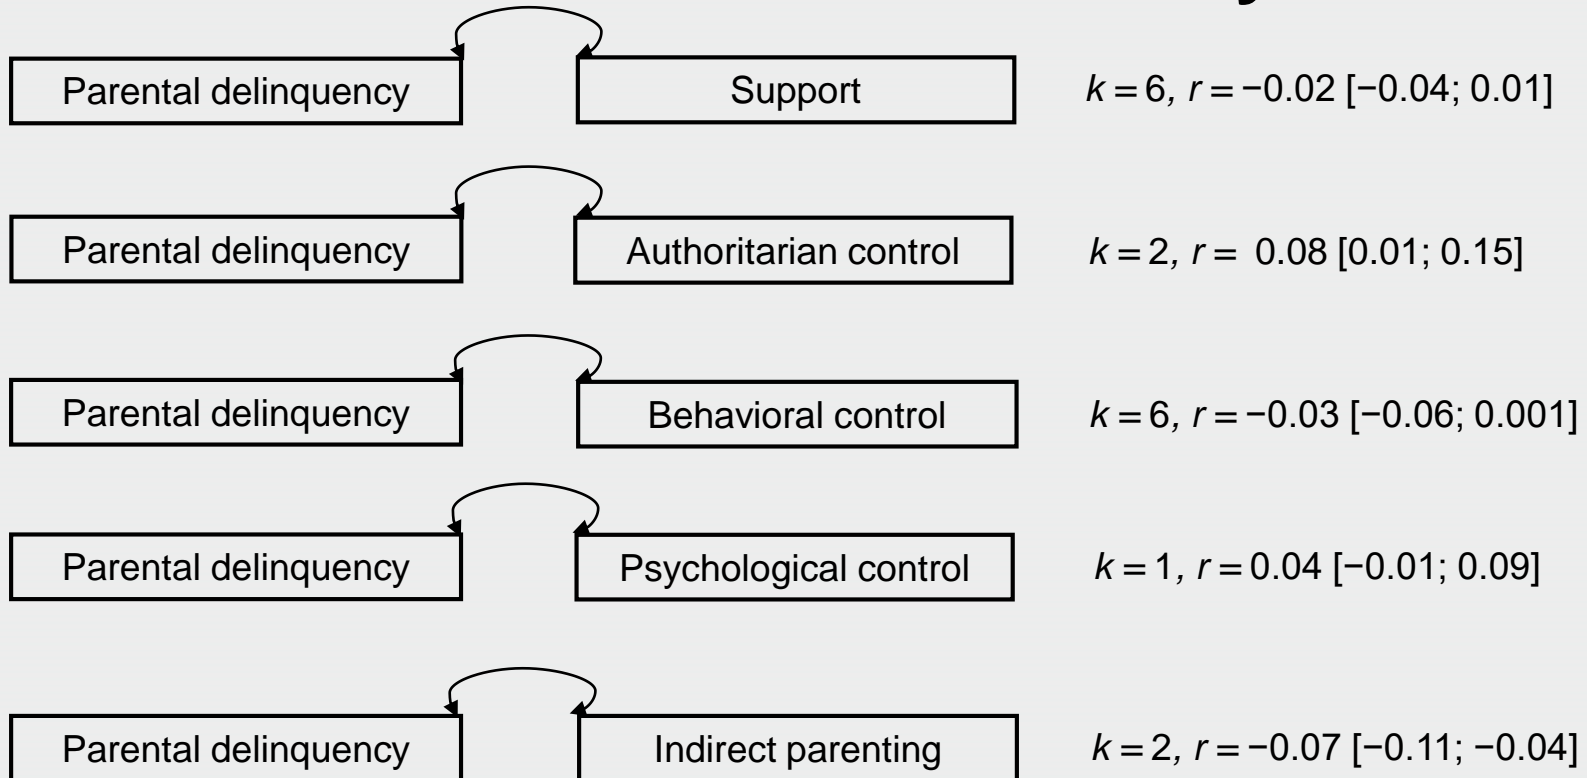 Parental delinquency Support k = 6, r = −0.02 [−0.04; 0.01]
Parental delinquency Authoritarian control k = 2, r = 0.08 [0.01; 0.15]
Parental delinquency Behavioral control k = 6, r = −0.03 [−0.06; 0.001]
Parental delinquency Psychological control k = 1, r = 0.04 [−0.01; 0.09]
Parental delinquency Indirect parenting k = 2, r = −0.07 [−0.11; −0.04]